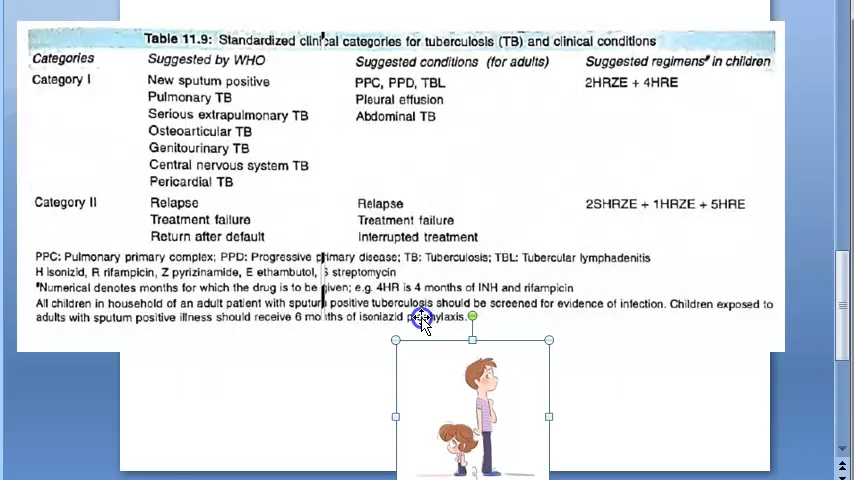 Table 11.9: Standardized clinical categories for tuberculosis (TB) and clinical conditions
Categories Suggested by WHO Suggested conditions (for adults) Suggested regimens# in children
Category I New sputum positive PPC, PPD, TBL 2HRZE + 4HRE
Pulmonary TB Pleural effusion
Serious extrapulmonary TB Abdominal TB
Osteoarticular TB
Genitourinary TB
Central nervous system TB
Pericardial TB
Category II Relapse Relapse 2SHRZE + 1HRZE + 5HRE
Treatment failure Treatment failure
Return after default Interrupted treatment
PPC: Pulmonary primary complex; PPD: Progressive primary disease; TB: Tuberculosis; TBL: Tubercular lymphadenitis
H isonizid, R rifampicin, Z pyrizinamide, E ethambutol, S streptomycin
#Numerical denotes months for which the drug is to be given; e.g. 4HR is 4 months of INH and rifampicin
All children in household of an adult patient with sputum positive tuberculosis should be screened for evidence of infection. Children exposed to
adults with sputum positive illness should receive 6 months of isoniazid prophylaxis.